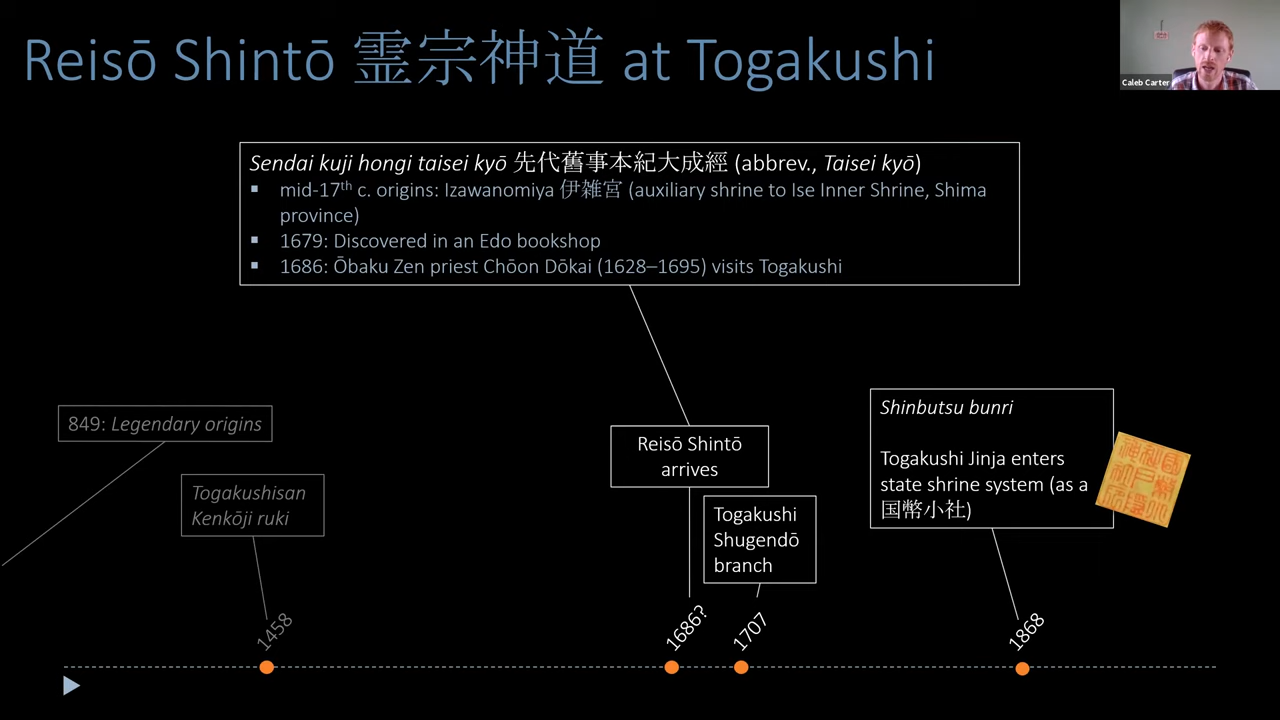 Reisō Shintō 霊宗神道 at Togakushi
Caleb Carter
Sendai kuji hongi taisei kyō 先代舊事本紀大成經 (abbrev., Taisei kyō)
▪ mid-17th c. origins: Izawanomiya 伊雑宮 (auxiliary shrine to Ise Inner Shrine, Shima
province)
▪ 1679: Discovered in an Edo bookshop
▪ 1686: Ōbaku Zen priest Chōon Dōkai (1628–1695) visits Togakushi
849: Legendary origins
Togakushisan
Kenkōji ruki
Reisō Shintō
arrives
Togakushi
Shugendō
branch
Shinbutsu bunri
Togakushi Jinja enters
state shrine system (as a
国幣小社)
1458
1686?
1707
1868